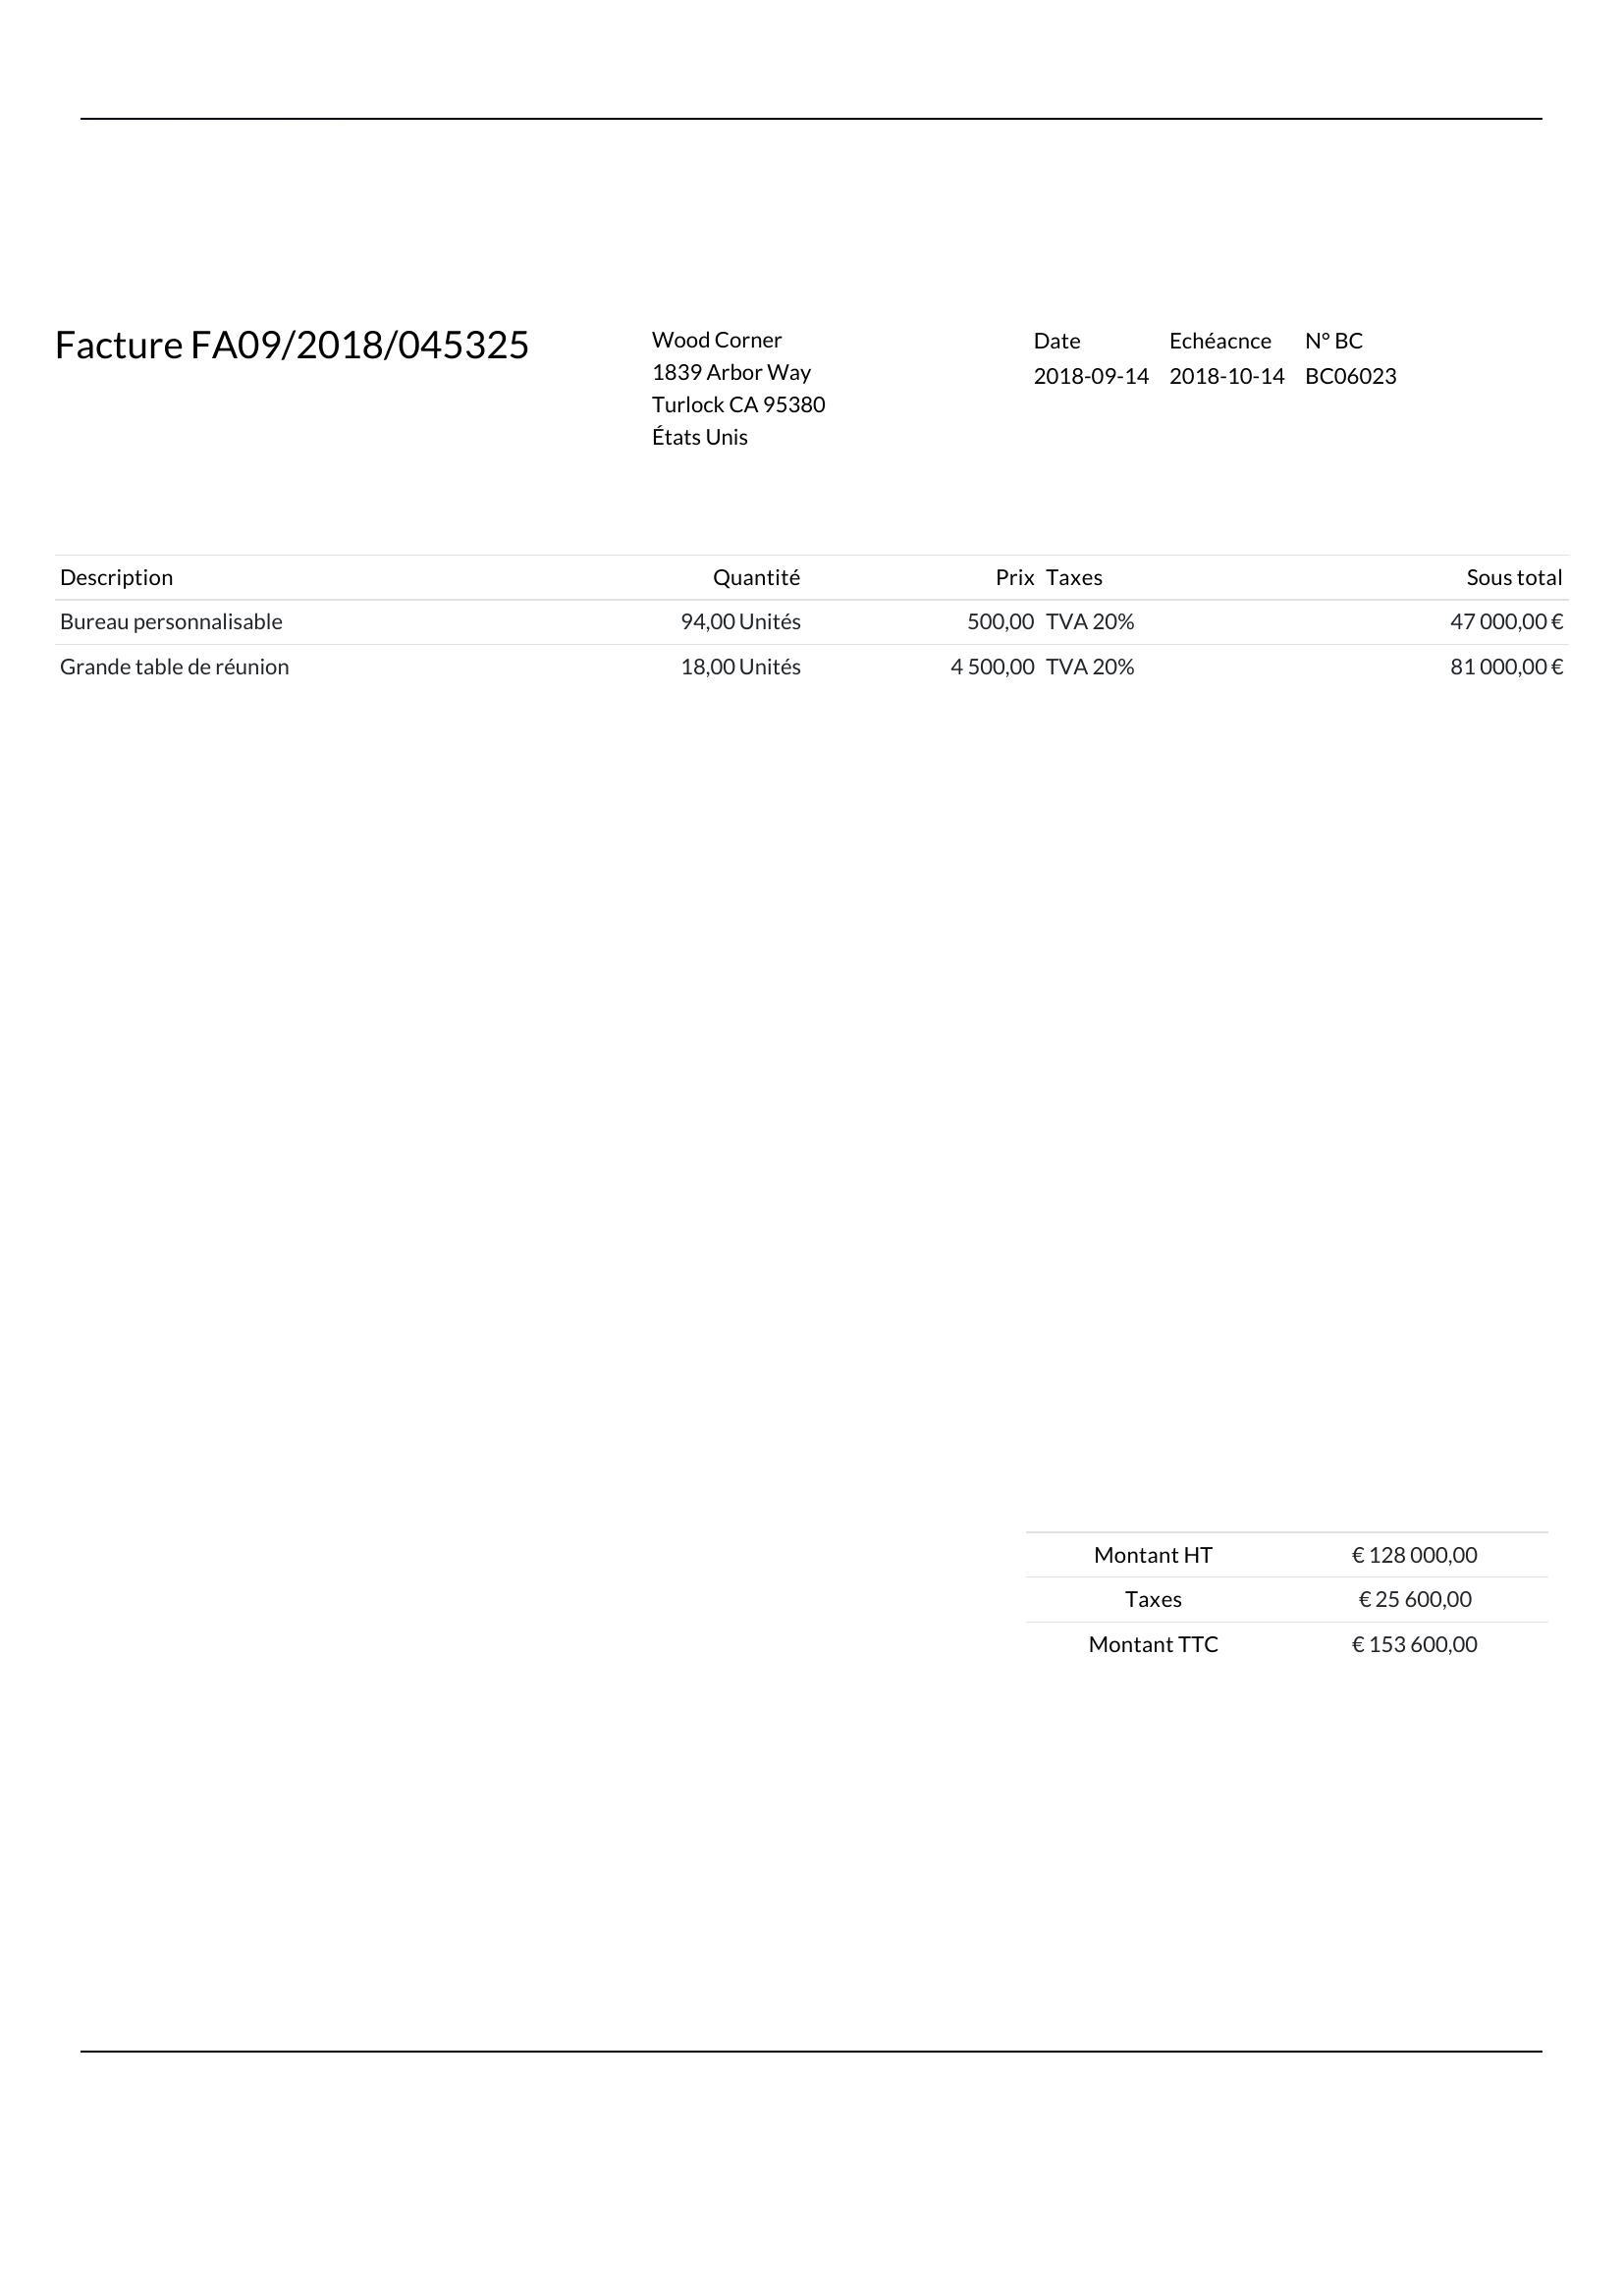 Facture FA09/2018/045325
Wood Corner
1839 Arbor Way
Turlock CA 95380
États Unis
Date Echéacnce N° BC
2018-09-14 2018-10-14 BC06023
Description Quantité Prix Taxes Sous total
Bureau personnalisable 94,00 Unités 500,00 TVA 20% 47 000,00 €
Grande table de réunion 18,00 Unités 4 500,00 TVA 20% 81 000,00 €
Montant HT € 128 000,00
Taxes € 25 600,00
Montant TTC € 153 600,00